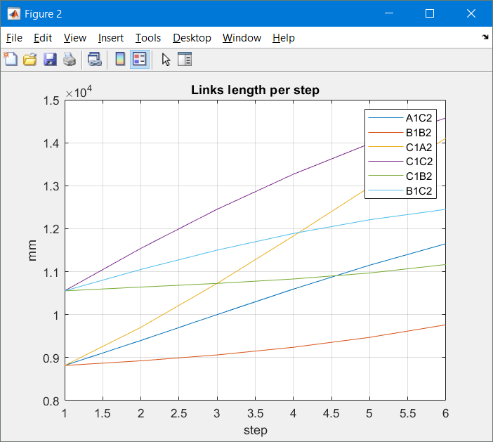 Figure 2
File Edit View Insert Tools Desktop Window Help
Links length per step
×10⁴
1.5
1.4
1.3
1.2
1.1
1
0.9
0.8
mm
A1C2
B1B2
C1A2
C1C2
C1B2
B1C2
1 1.5 2 2.5 3 3.5 4 4.5 5 5.5 6
step